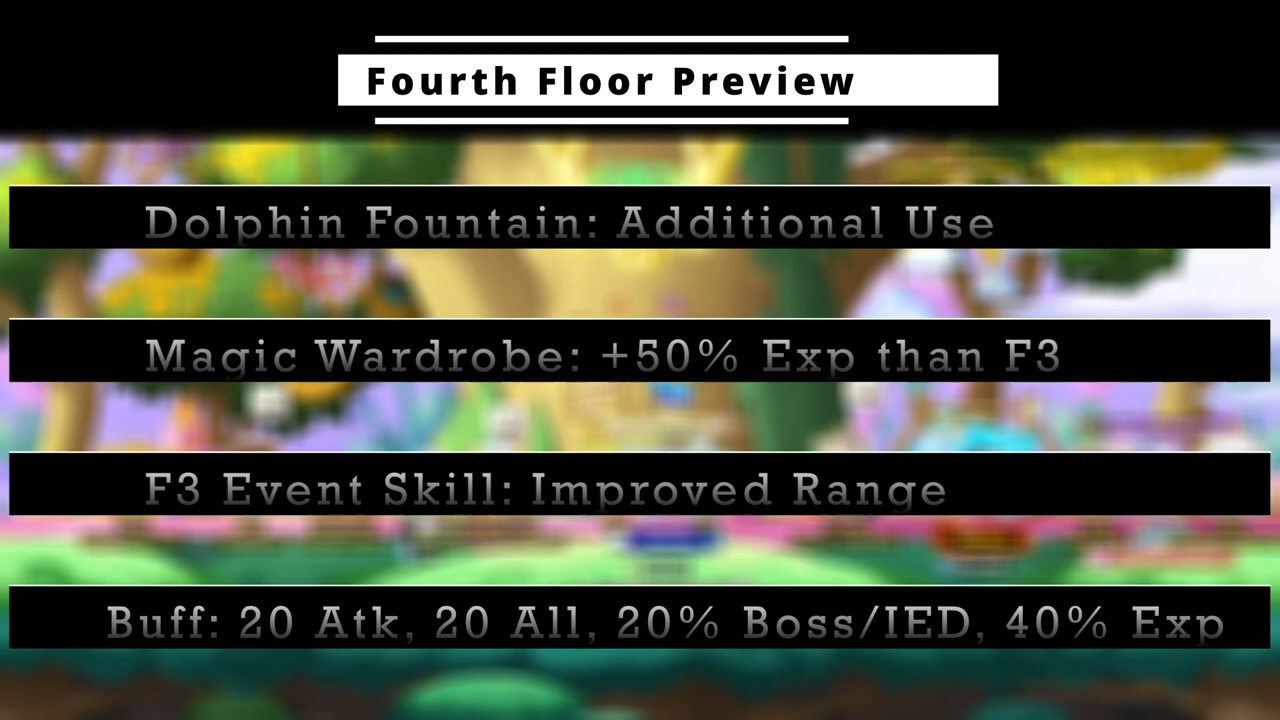 Fourth Floor Preview
Dolphin Fountain: Additional Use
Magic Wardrobe: +50% Exp than F3
F3 Event Skill: Improved Range
Buff: 20 Atk, 20 All, 20% Boss/IED, 40% Exp